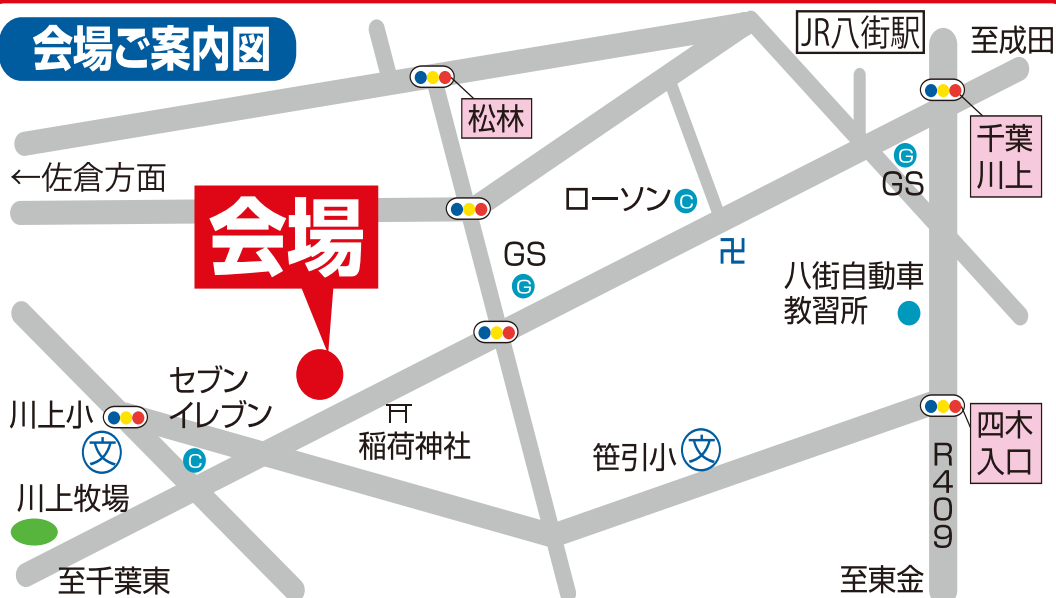 会場ご案内図
JR八街駅
至成田
松林
千葉
川上
←佐倉方面
会場
ローソン
C
G
GS
GS
G
卍
八街自動車
教習所
セブン
イレブン
C
川上小
文
稲荷神社
笹引小
文
四木
入口
R409
川上牧場
至千葉東
至東金